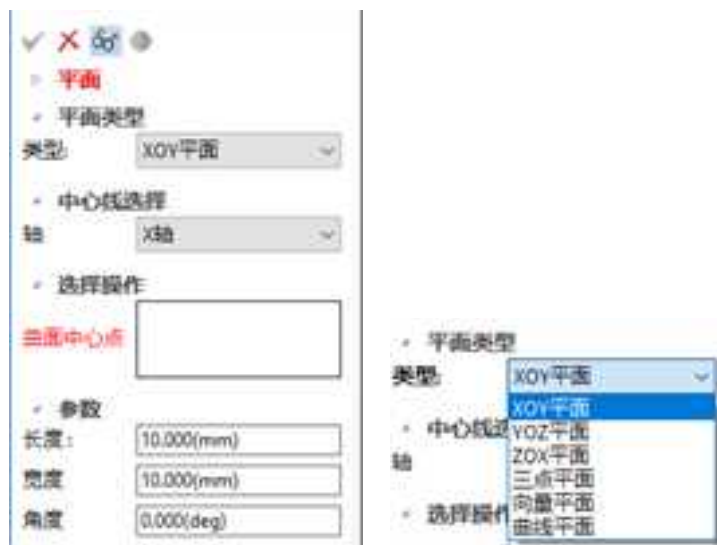 平面
平面类型
类型: XOY平面
中心线选择
轴 X轴
选择操作
曲面中心点
参数
长度: 10.000(mm)
宽度 10.000(mm)
角度 0.000(deg)
平面类型
类型: XOY平面
XOY平面
中心线选 YOZ平面
轴 ZOX平面
三点平面
选择操作 向量平面
曲线平面